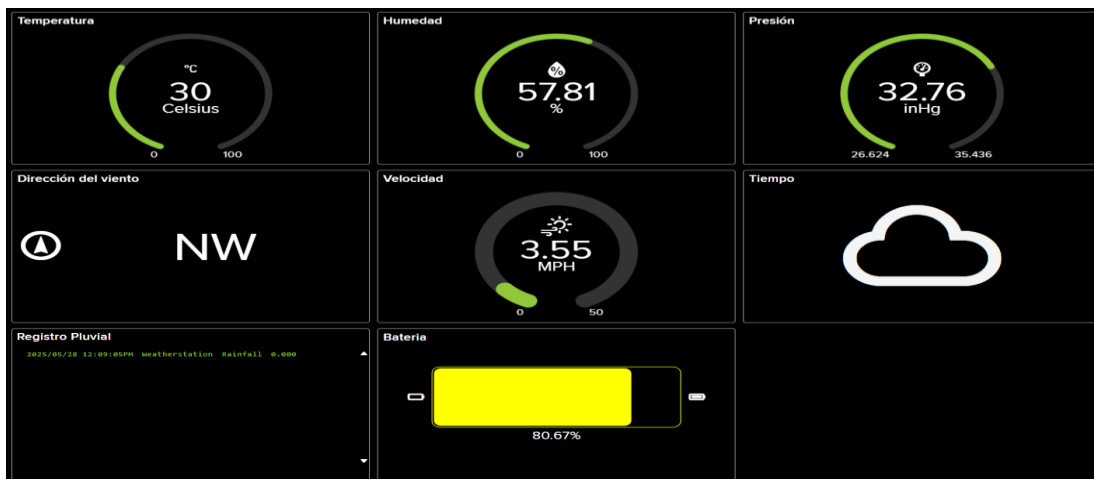 Temperatura
°C
30
Celsius
0 100
Humedad
%
57.81
%
0 100
Presión
32.76
inHg
26.624 35.436
Dirección del viento
NW
Velocidad
3.55
MPH
0 50
Tiempo
Registro Pluvial
2025/05/28 12:09:05PM Weatherstation Rainfall 0.000
Bateria
80.67%